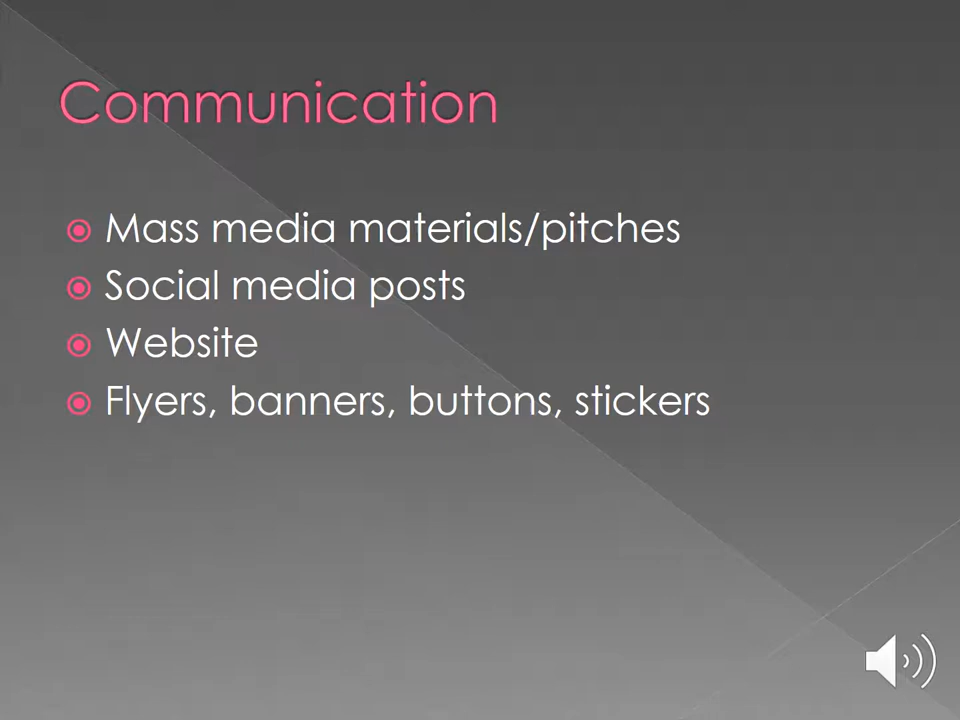 Communication
Mass media materials/pitches
Social media posts
Website
Flyers, banners, buttons, stickers